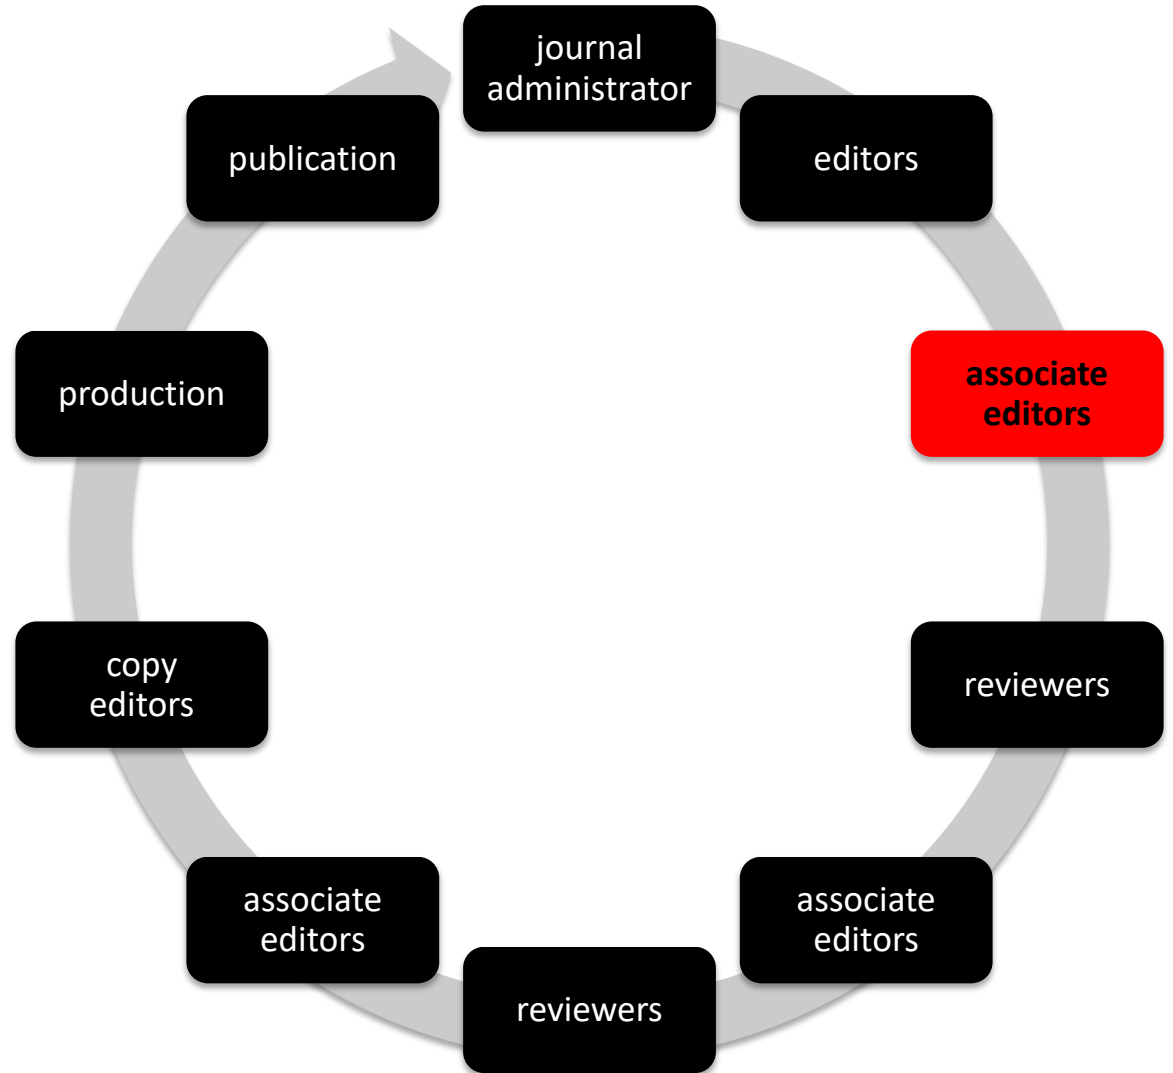 journal
administrator
editors
associate
editors
reviewers
associate
editors
reviewers
associate
editors
copy
editors
production
publication